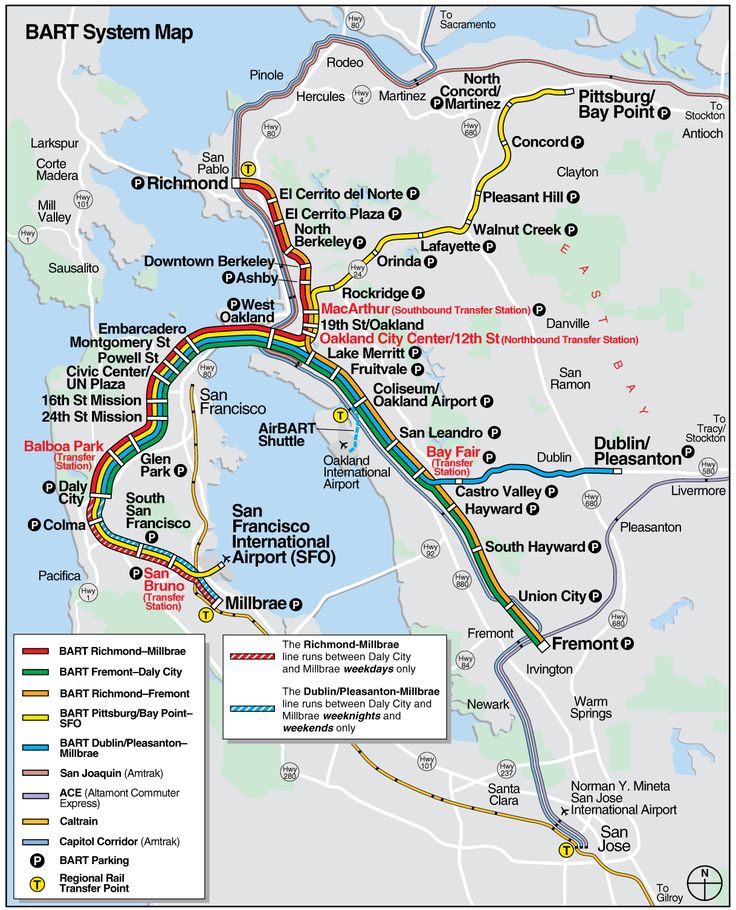 BART System Map
To
Sacramento
Hwy
80
Rodeo
Pinole
Hercules
Hwy
4
Martinez
North
Concord/
Martinez P
Hwy
680
Pittsburg/
Bay Point P
To
Stockton
Antioch
Concord P
Clayton
Hwy
80
Larkspur
Corte
Madera
Hwy
101
Mill
Valley
Hwy
1
Sausalito
San
Pablo
T
P Richmond
El Cerrito del Norte P
El Cerrito Plaza P
North
Berkeley P
Pleasant Hill P
Walnut Creek P
Lafayette P
Orinda P
Hwy
24
Downtown Berkeley
P Ashby
Rockridge P
P West
Oakland
MacArthur (Southbound Transfer Station) P
19th St/Oakland
Oakland City Center/12th St (Northbound Transfer Station)
EAST BAY
Danville
San
Ramon
Embarcadero
Montgomery St
Powell St
Civic Center/
UN Plaza
16th St Mission
24th St Mission
Hwy
80
San
Francisco
Lake Merritt P
Fruitvale P
Coliseum/
Oakland Airport P
T
AirBART
Shuttle
Oakland
International
Airport
San Leandro P
Bay Fair P
(Transfer
Station)
Dublin
Dublin/
Pleasanton P
To
Tracy/
Stockton
Hwy
580
Livermore
Castro Valley P
Hayward P
Hwy
680
Pleasanton
Balboa Park
(Transfer
Station)
Glen
Park P
P Daly
City
P Colma
South
San
Francisco
P
San
Francisco
International
Airport (SFO)
Pacifica
Hwy
1
P San
Bruno
(Transfer
Station)
T
Millbrae P
Hwy
92
South Hayward P
Hwy
880
Union City P
Hwy
680
Fremont
Fremont P
Hwy
84
Irvington
Newark
Warm
Springs
BART Richmond–Millbrae
BART Fremont–Daly City
BART Richmond–Fremont
BART Pittsburg/Bay Point–
SFO
BART Dublin/Pleasanton–
Millbrae
San Joaquin (Amtrak)
ACE (Altamont Commuter
Express)
Caltrain
Capitol Corridor (Amtrak)
P BART Parking
T Regional Rail
Transfer Point
The Richmond-Millbrae
line runs between Daly City
and Millbrae weekdays only
The Dublin/Pleasanton-Millbrae
line runs between Daly City and
Millbrae weeknights and
weekends only
Hwy
280
Hwy
101
Hwy
237
Santa
Clara
Norman Y. Mineta
San Jose
International Airport
San
Jose
T
To
Gilroy
N